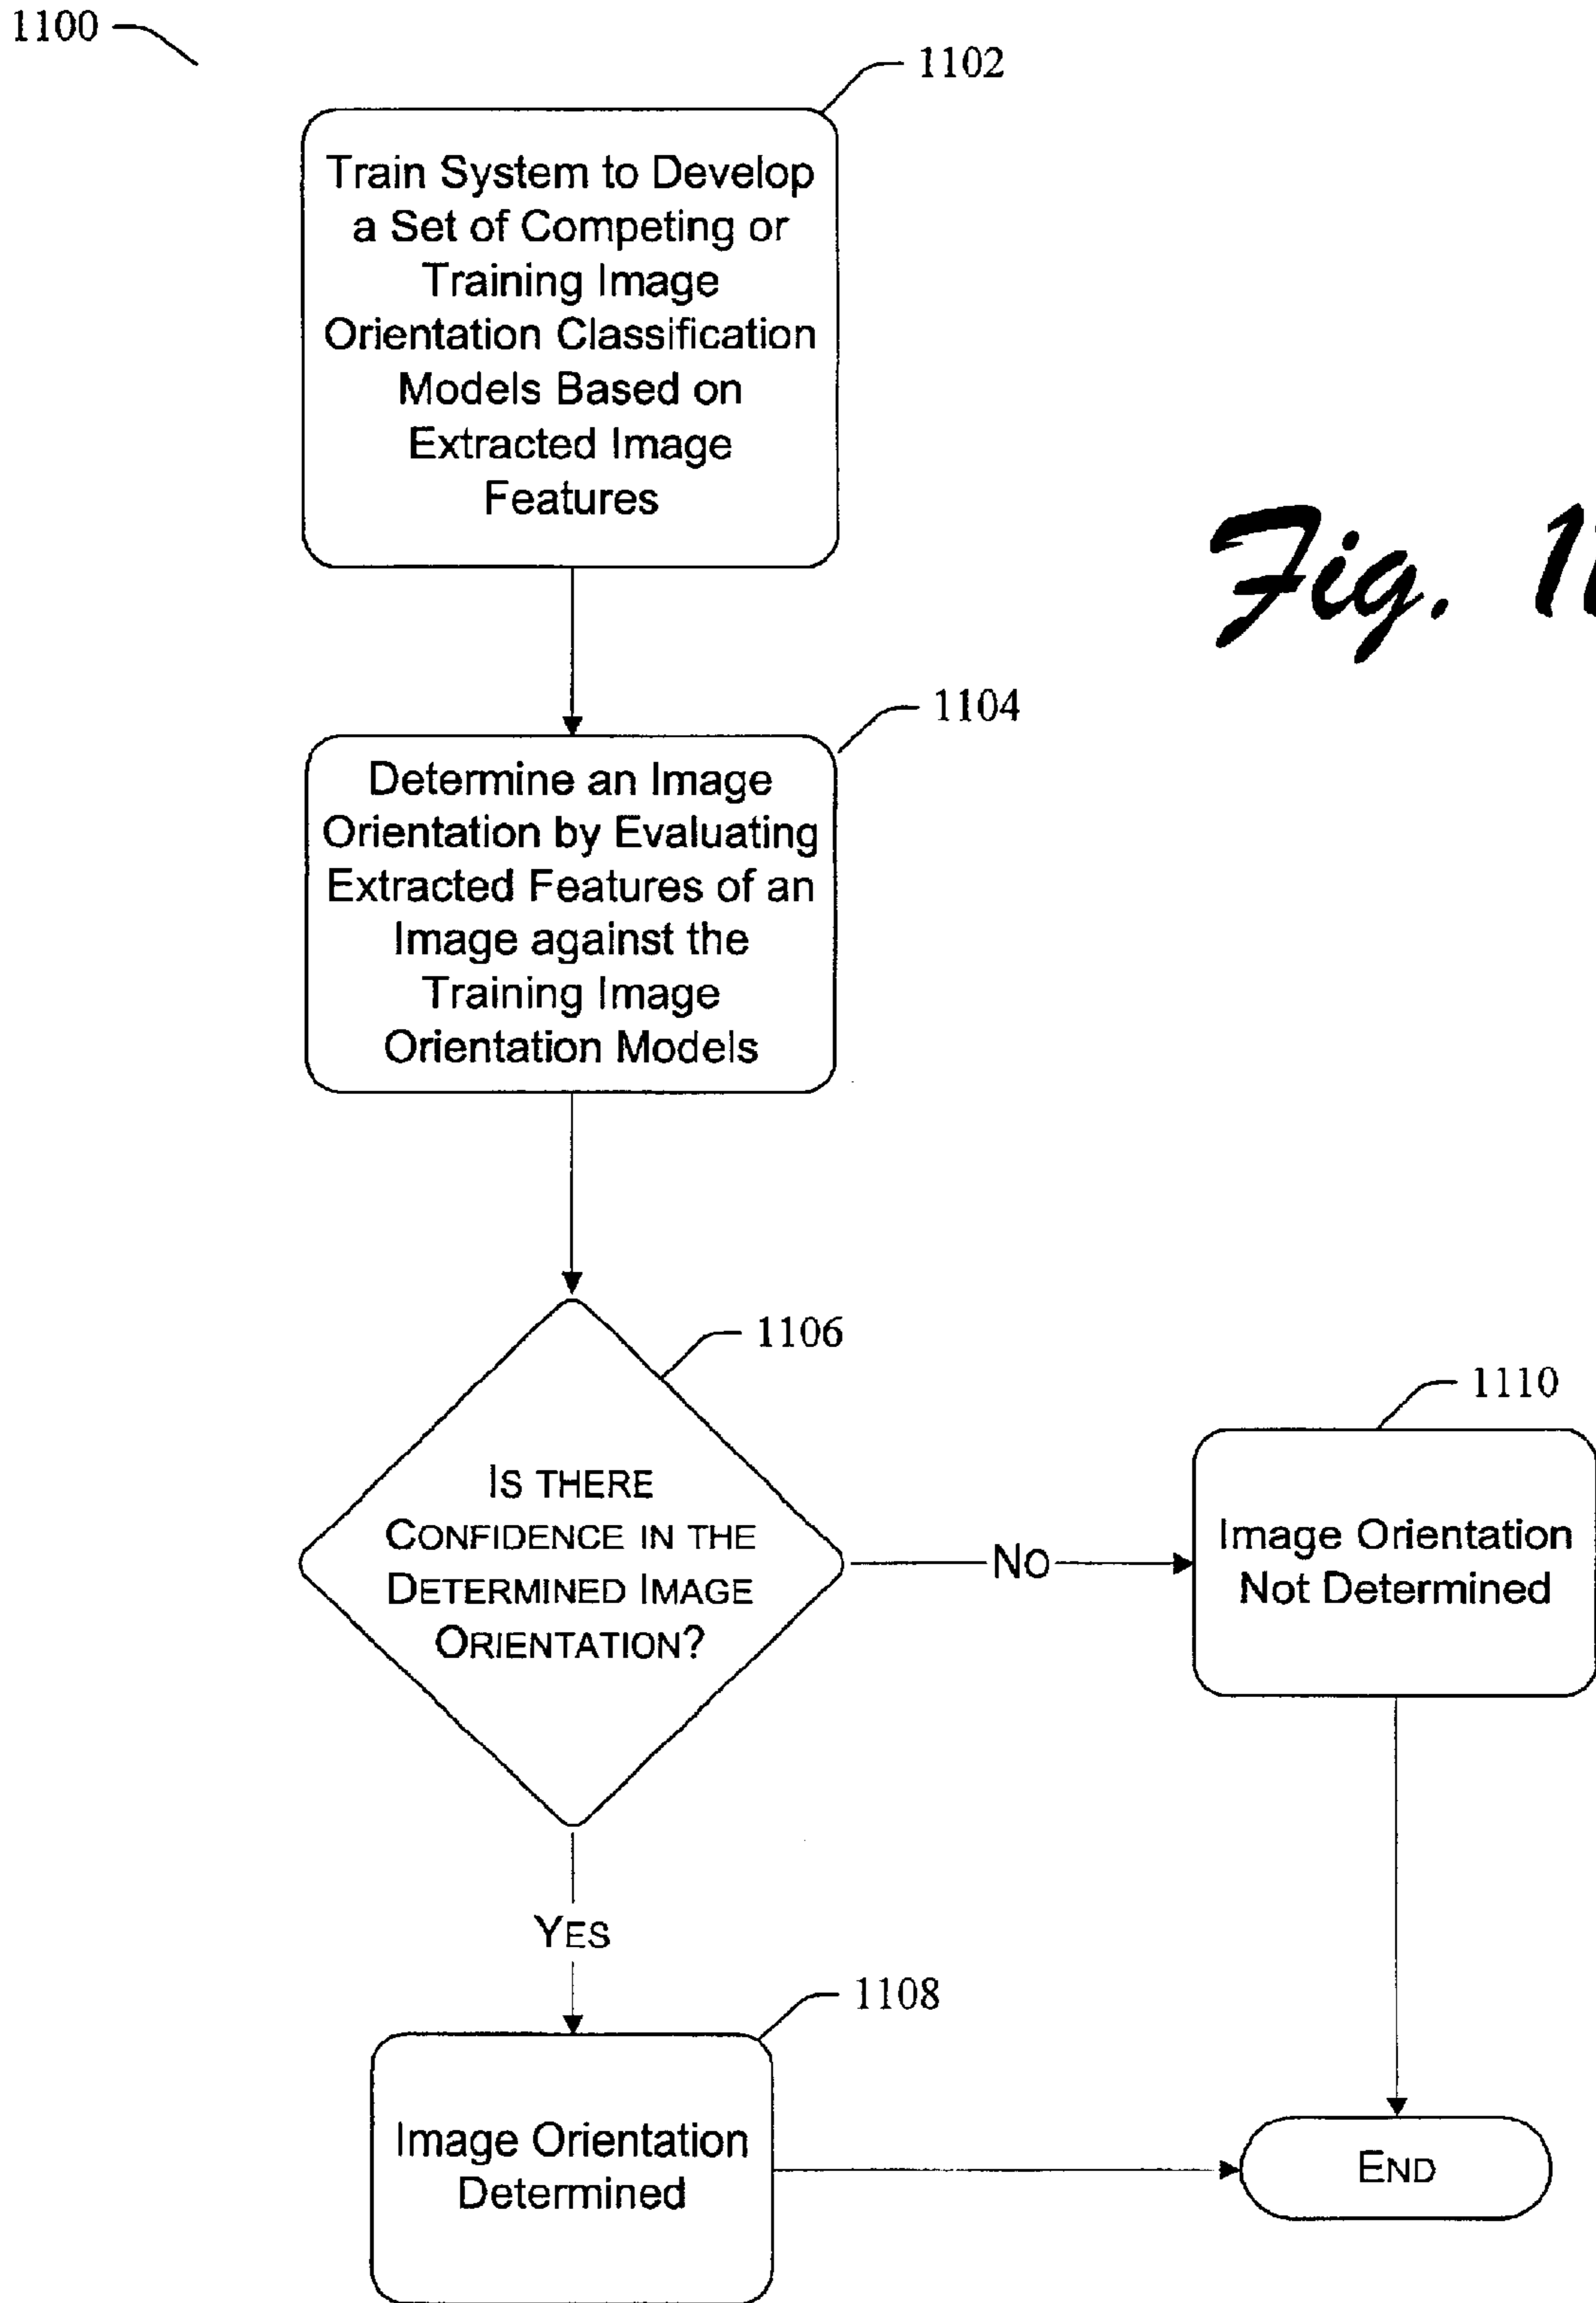 1100
1102
Train System to Develop
a Set of Competing or
Training Image
Orientation Classification
Models Based on
Extracted Image
Features
Fig.
1104
Determine an Image
Orientation by Evaluating
Extracted Features of an
Image against the
Training Image
Orientation Models
1106
IS THERE
CONFIDENCE IN THE
DETERMINED IMAGE
ORIENTATION?
NO
1110
Image Orientation
Not Determined
YES
1108
Image Orientation
Determined
END